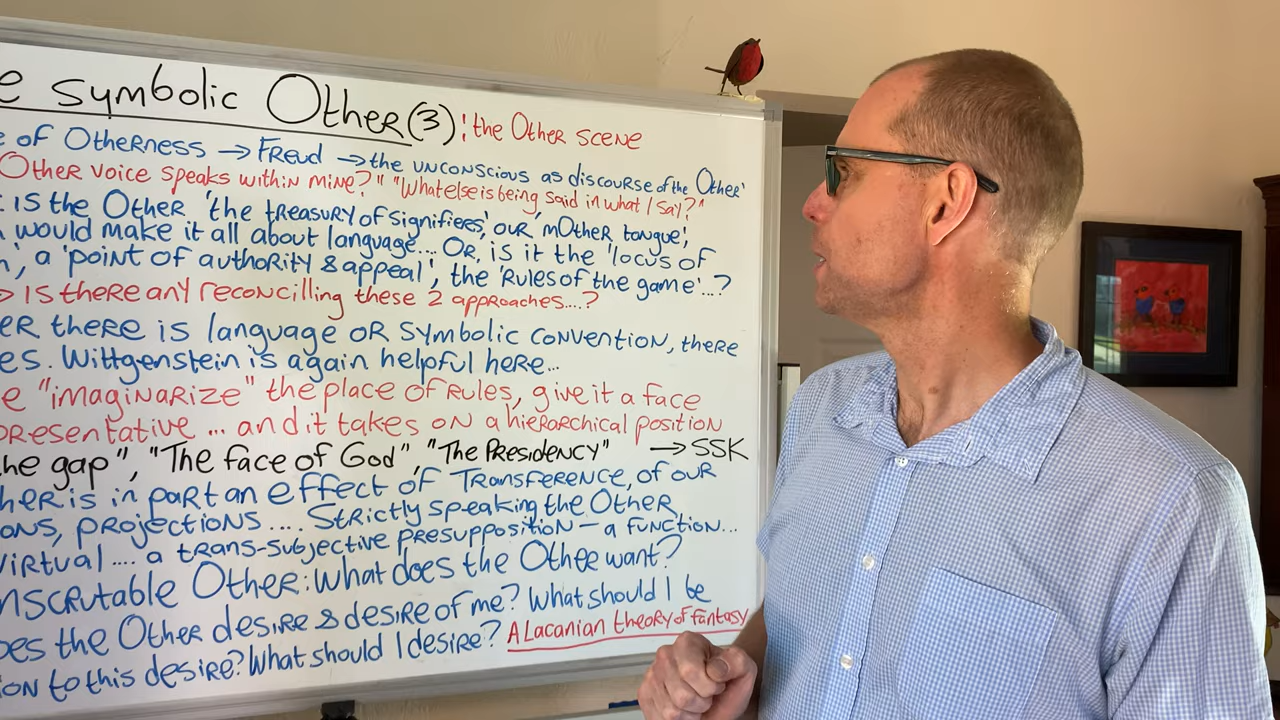 e Symbolic Other (3): the Other scene
e of Otherness → Freud → the unconscious as discourse of the Other'
Other voice speaks within mine?" "What else is being said in what I say?"
t is the Other 'the treasury of signifiers', our 'mOther tongue';
h would make it all about language... Or, is it the 'locus of
n', a 'point of authority & appeal', the 'Rules of the game'...?
> Is there any reconcilling these 2 approaches....?
er there is language or symbolic convention, there
es. Wittgenstein is again helpful here...
e "imaginarize" the place of rules, give it a face
presentative ... and it takes on a hierarchical position
he gap", "The face of God", "The Presidency" → SSK
her is in part an effect of Transference, of our
ons, projections .... Strictly speaking the Other
virtual .... a trans-subjective presupposition - a function...
nscrutable Other: What does the Other want?
oes the Other desire & desire of me? What should I be
ion to this desire? What should I desire? A Lacanian theory of fantasy